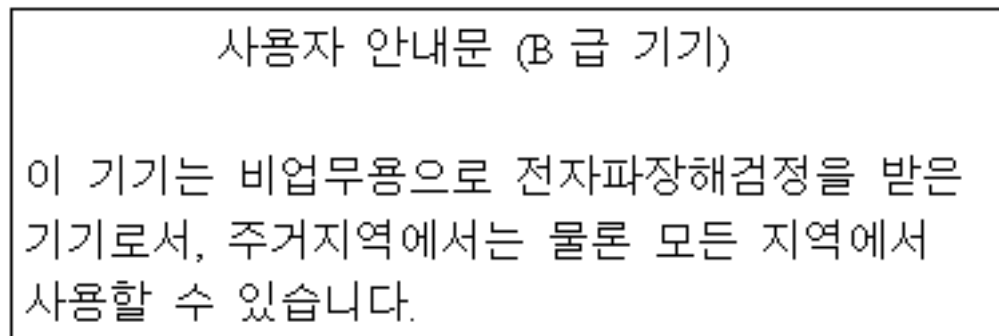 사용자 안내문 (B 급 기기)
이 기기는 비업무용으로 전자파장해검정을 받은
기기로서, 주거지역에서는 물론 모든 지역에서
사용할 수 있습니다.